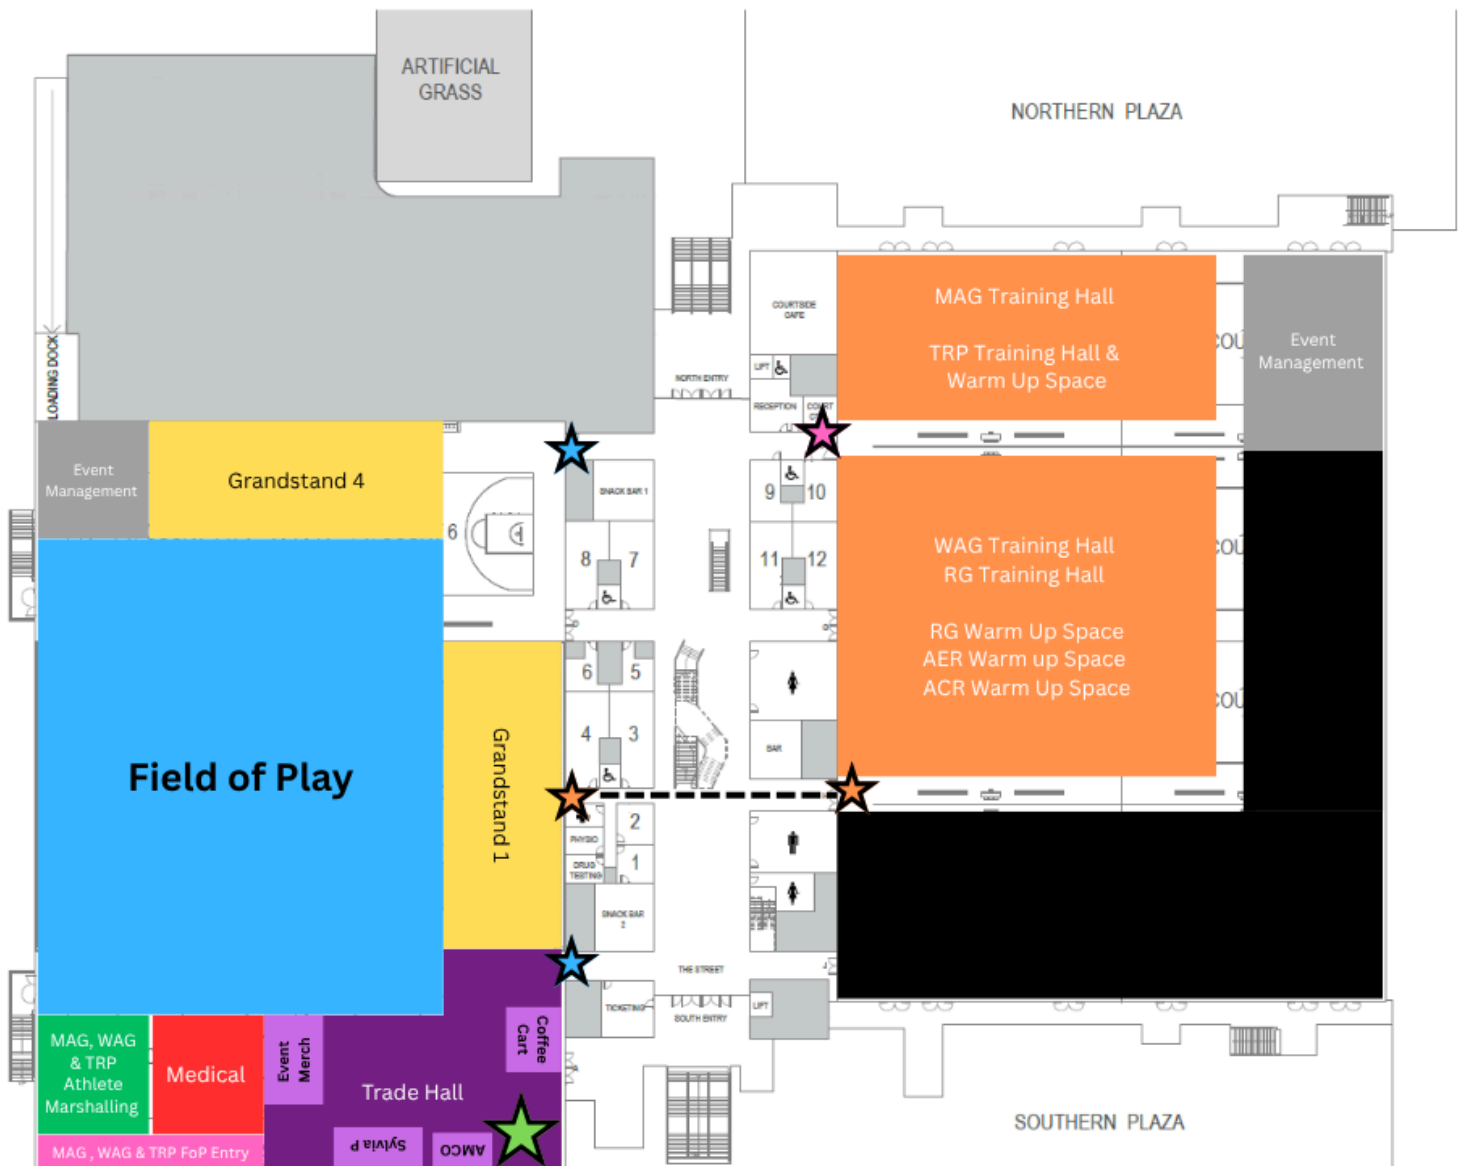 ARTIFICIAL
GRASS
NORTHERN PLAZA
COURTSIDE
CAFE
MAG Training Hall
TRP Training Hall &
Warm Up Space
Event
Management
COU
LOADING DOCK
NORTH ENTRY
LIFT
RECEPTION
COURT
Event
Management
Grandstand 4
SNACK BAR 1
9
10
6
8
7
11
12
WAG Training Hall
RG Training Hall
RG Warm Up Space
AER Warm up Space
ACR Warm Up Space
COU
COU
6
5
4
3
BAR
Field of Play
Grandstand 1
2
PHYSIO
1
DRUG
TESTING
SNACK BAR
2
THE STREET
TICKETING
SOUTH ENTRY
LIFT
MAG, WAG
& TRP
Athlete
Marshalling
Medical
Event
Merch
Coffee
Cart
Trade Hall
Sylvia P
AMCO
MAG , WAG & TRP FoP Entry
SOUTHERN PLAZA